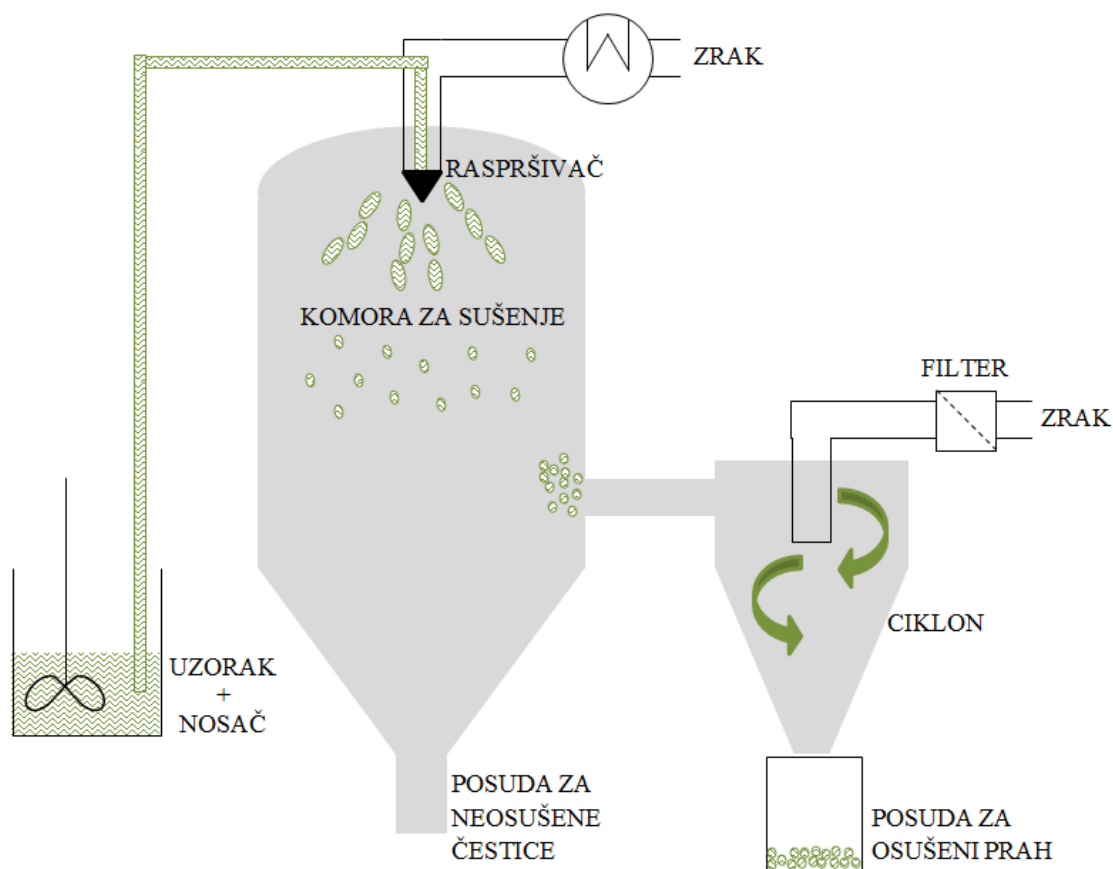 ZRAK
RASPRŠIVAČ
KOMORA ZA SUŠENJE
FILTER
ZRAK
CIKLON
UZORAK
+
NOSAČ
POSUDA ZA
NEOSUŠENE
ČESTICE
POSUDA ZA
OSUŠENI PRAH